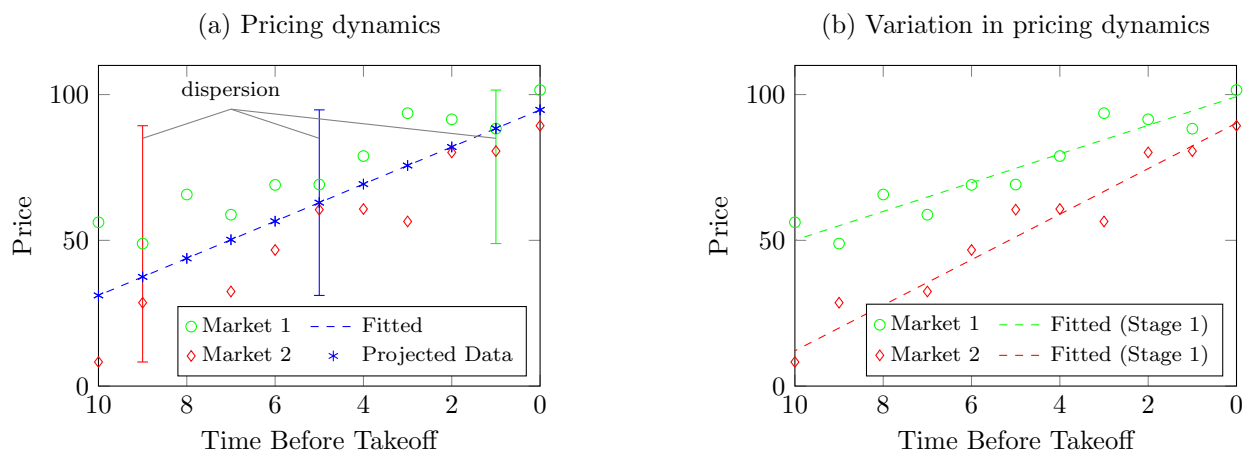 (a) Pricing dynamics
dispersion
Price
100
50
0
Market 1 Fitted
Market 2 Projected Data
10 8 6 4 2 0
Time Before Takeoff
(b) Variation in pricing dynamics
Price
100
50
0
Market 1 Fitted (Stage 1)
Market 2 Fitted (Stage 1)
10 8 6 4 2 0
Time Before Takeoff